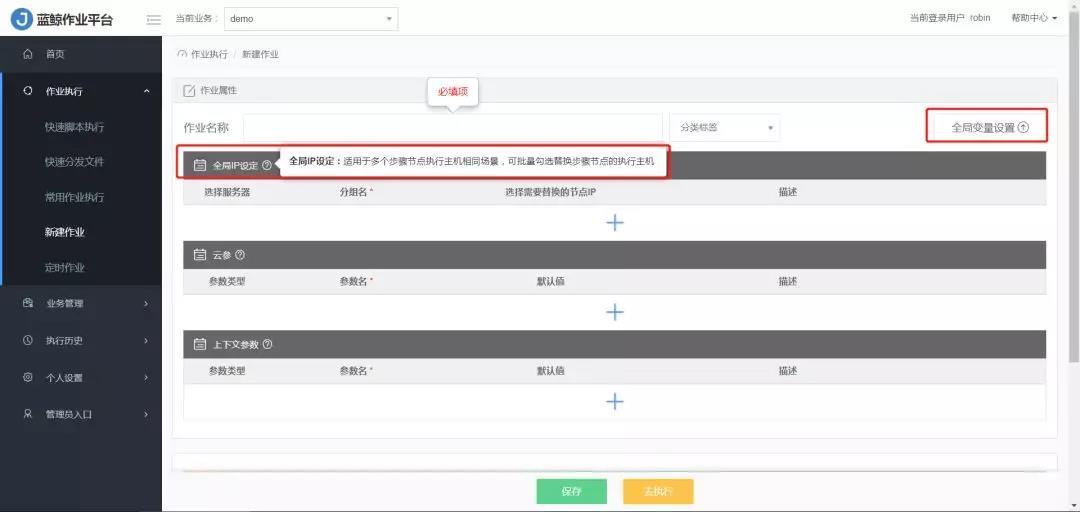 蓝鲸作业平台
当前业务： demo
当前登录用户 robin 帮助中心
首页
作业执行
快速脚本执行
快速分发文件
常用作业执行
新建作业
定时作业
业务管理
执行历史
个人设置
管理员入口
作业执行 / 新建作业
作业属性
必填项
作业名称 分类标签 全局变量设置
全局IP设定 全局IP设定：适用于多个步骤节点执行主机相同场景，可批量勾选替换步骤节点的执行主机
选择服务器 分组名* 选择需要替换的节点IP 描述
云参
参数类型 参数名* 默认值 描述
上下文参数
参数类型 参数名* 默认值 描述
保存 去执行